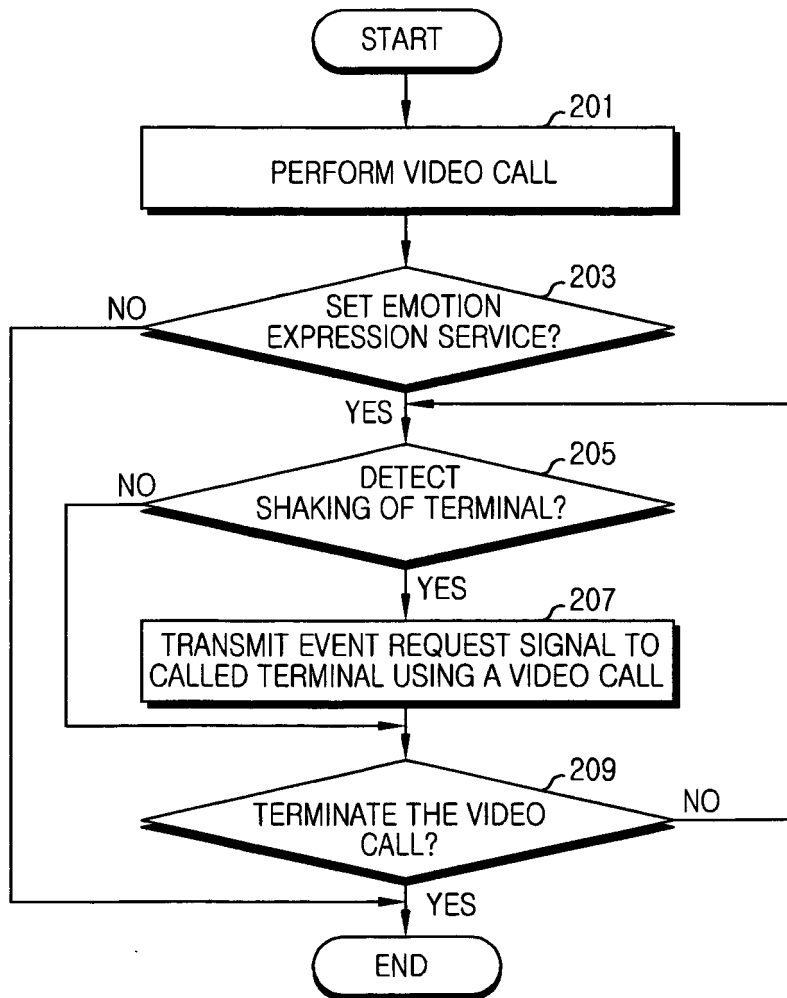 START
201
PERFORM VIDEO CALL
203
NO
SET EMOTION
EXPRESSION SERVICE?
YES
205
NO
DETECT
SHAKING OF TERMINAL?
YES
207
TRANSMIT EVENT REQUEST SIGNAL TO
CALLED TERMINAL USING A VIDEO CALL
209
NO
TERMINATE THE VIDEO
CALL?
YES
END